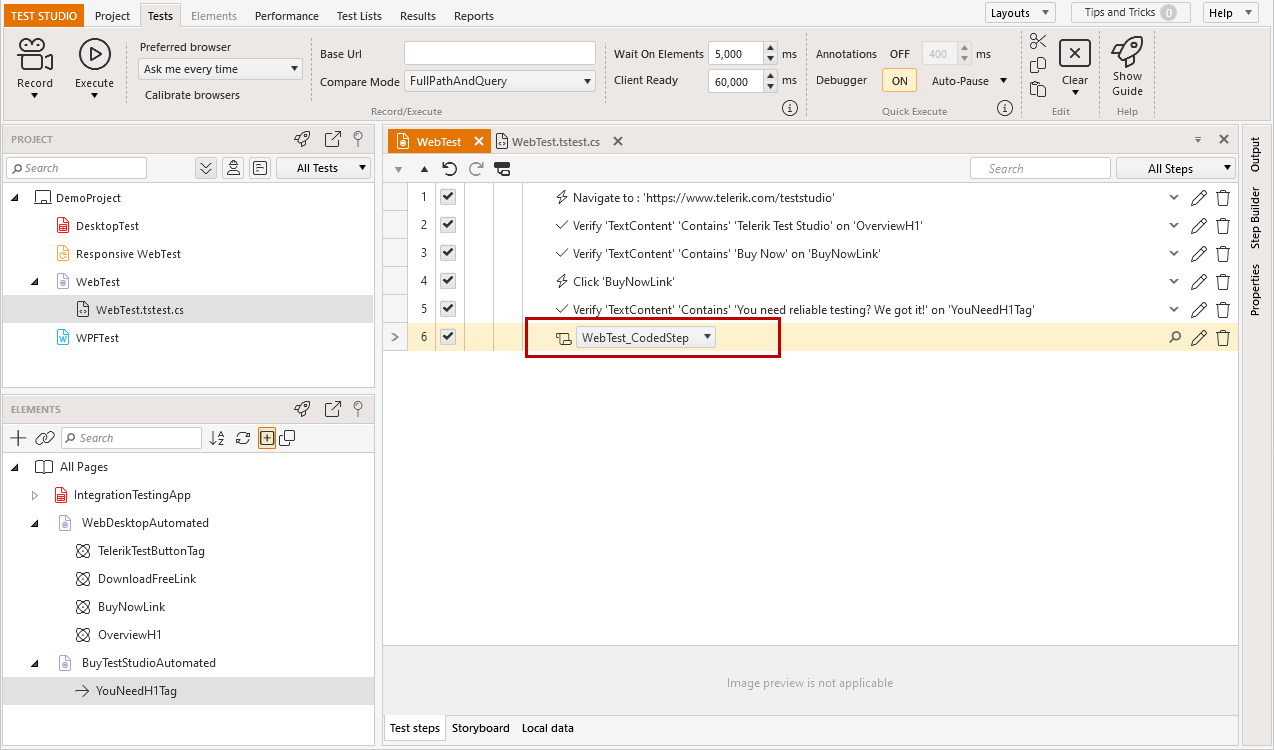 TEST STUDIO Project Tests Elements Performance Test Lists Results Reports Layouts Tips and Tricks 0 Help
Record
Execute
Preferred browser
Ask me every time
Calibrate browsers
Base Url
Compare Mode FullPathAndQuery
Record/Execute
Wait On Elements 5,000 ms
Client Ready 60,000 ms
Annotations OFF 400 ms
Debugger ON Auto-Pause
Quick Execute
Clear
Edit
Show
Guide
Help
PROJECT
Search All Tests
DemoProject
DesktopTest
Responsive WebTest
WebTest
WebTest.tstest.cs
WPFTest
ELEMENTS
Search
All Pages
IntegrationTestingApp
WebDesktopAutomated
TelerikTestButtonTag
DownloadFreeLink
BuyNowLink
OverviewH1
BuyTestStudioAutomated
YouNeedH1Tag
WebTest WebTest.tstest.cs
Search All Steps
1 Navigate to : 'https://www.telerik.com/teststudio'
2 Verify 'TextContent' 'Contains' 'Telerik Test Studio' on 'OverviewH1'
3 Verify 'TextContent' 'Contains' 'Buy Now' on 'BuyNowLink'
4 Click 'BuyNowLink'
5 Verify 'TextContent' 'Contains' 'You need reliable testing? We got it!' on 'YouNeedH1Tag'
6 WebTest_CodedStep
Image preview is not applicable
Test steps Storyboard Local data
Output
Step Builder
Properties